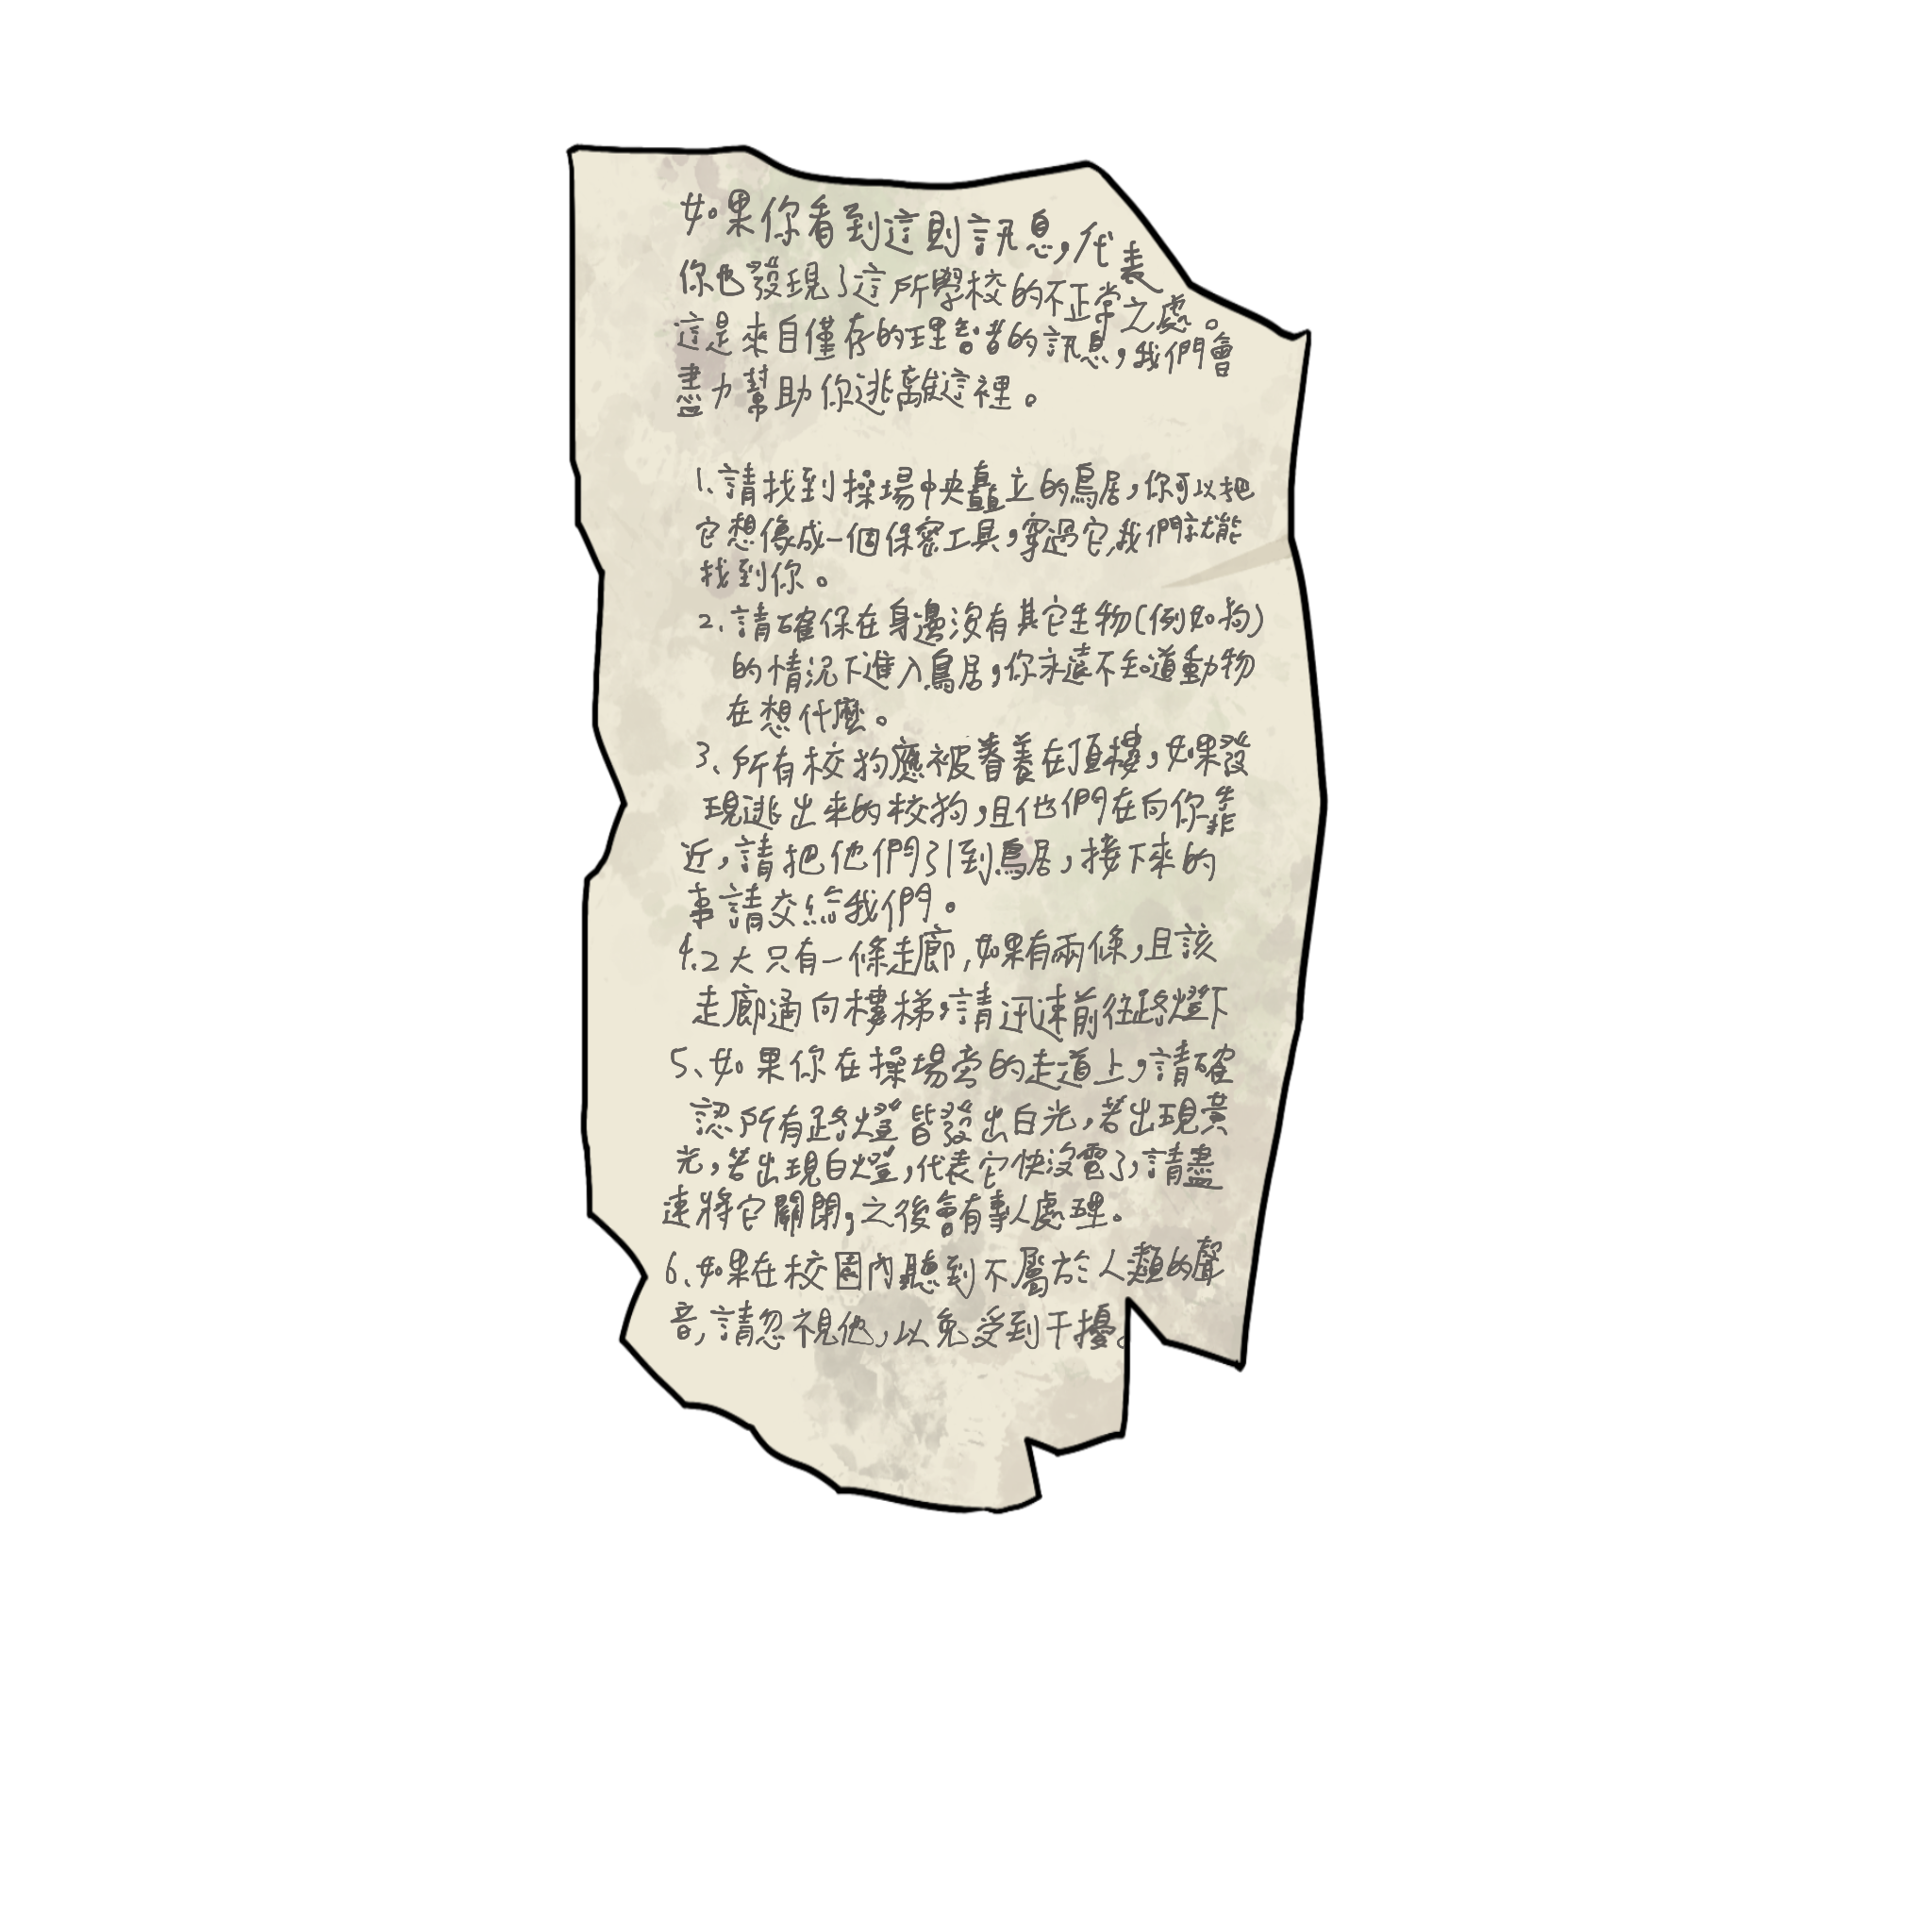 如果你看到這則訊息，代表
你也發現了這所學校的不正常之處。
這是來自僅存的理智者的訊息，我們會
盡力幫助你逃離這裡。
1、請找到操場中央矗立的鳥居，你可以把
它想像成一個保密工具，穿過它，我們就能
找到你。
2、請確保在身邊沒有其它生物(例如狗)
的情況下進入鳥居，你永遠不知道動物
在想什麼。
3、所有校狗應被眷養在頂樓，如果發
現逃出來的校狗，且他們在向你靠
近，請把他們引到鳥居，接下來的
事請交給我們。
4、2大只有一條走廊，如果有兩條，且該
走廊通向樓梯，請迅速前往路燈下
5、如果你在操場旁的走道上，請確
認所有路燈皆發出白光，若出現黃
光，若出現白燈，代表它快沒電了，請盡
速將它關閉，之後會有專人處理。
6、如果在校園內聽到不屬於人類的聲
音，請忽視他，以免受到干擾。